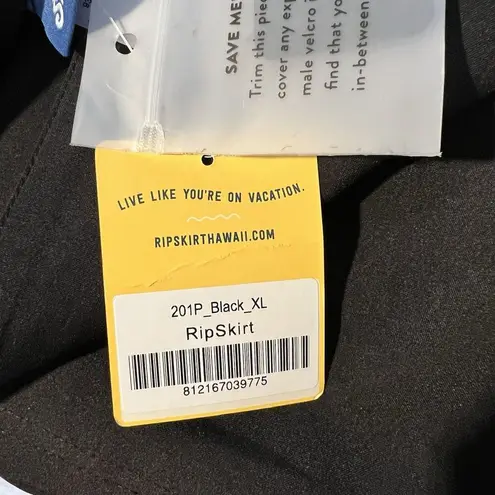 SAVE ME
Trim this piec
cover any exp
male velcro
find that yo
in-between
LIVE LIKE YOU'RE ON VACATION.
RIPSKIRTHAWAII.COM
201P_Black_XL
RipSkirt
812167039775